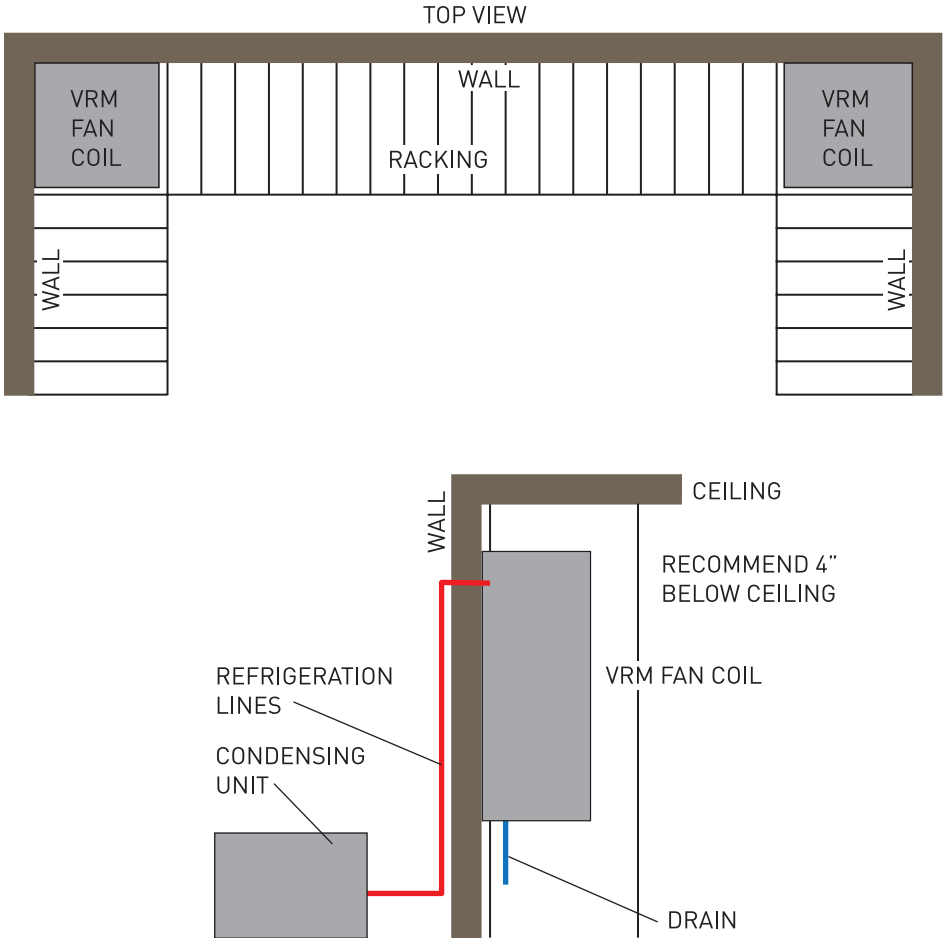 TOP VIEW
WALL
VRM
FAN
COIL
VRM
FAN
COIL
RACKING
WALL
WALL
CEILING
WALL
RECOMMEND 4”
BELOW CEILING
REFRIGERATION
LINES
VRM FAN COIL
CONDENSING
UNIT
DRAIN